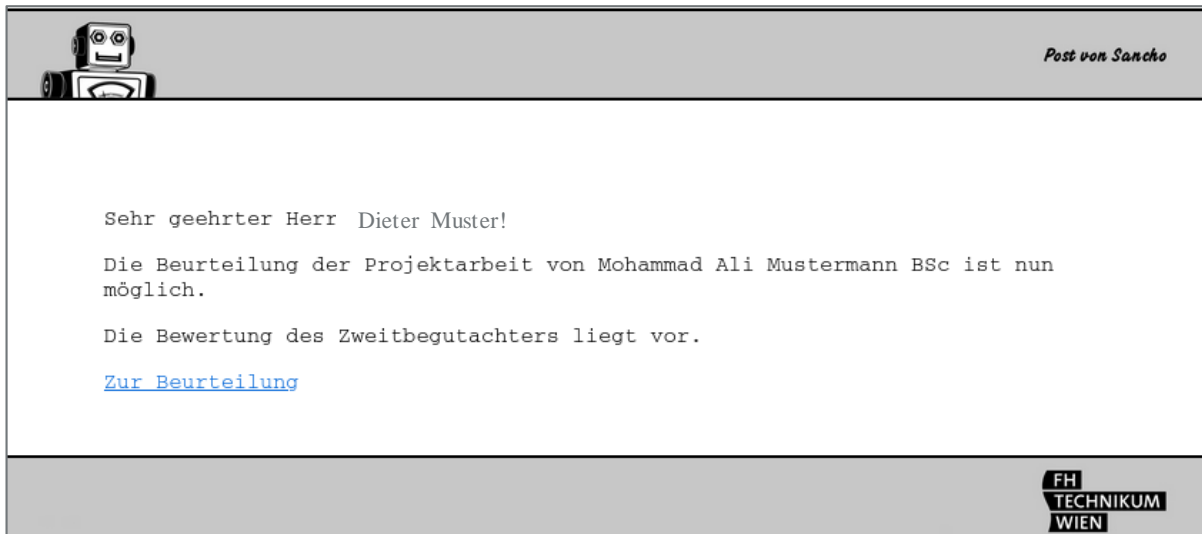 Post von Sancho
Sehr geehrter Herr Dieter Muster!
Die Beurteilung der Projektarbeit von Mohammad Ali Mustermann BSc ist nun
möglich.
Die Bewertung des Zweitbegutachters liegt vor.
Zur Beurteilung
FH
TECHNIKUM
WIEN